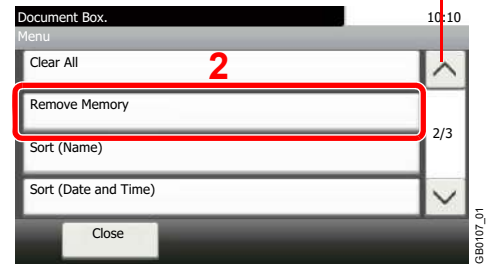 Document Box.
10:10
Menu
Clear All
2
Remove Memory
2/3
Sort (Name)
Sort (Date and Time)
Close
GB0107_01